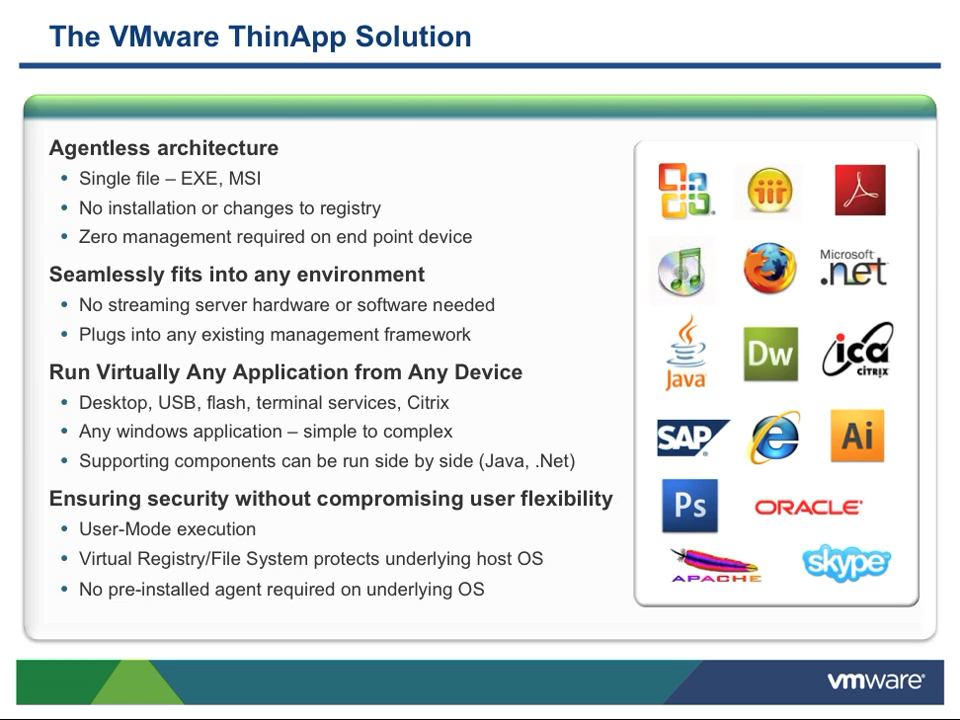 The VMware ThinApp Solution
Agentless architecture
• Single file – EXE, MSI
• No installation or changes to registry
• Zero management required on end point device
Seamlessly fits into any environment
• No streaming server hardware or software needed
• Plugs into any existing management framework
Run Virtually Any Application from Any Device
• Desktop, USB, flash, terminal services, Citrix
• Any windows application – simple to complex
• Supporting components can be run side by side (Java, .Net)
Ensuring security without compromising user flexibility
• User-Mode execution
• Virtual Registry/File System protects underlying host OS
• No pre-installed agent required on underlying OS
Microsoft®
.net
Java
Dw
ica
CITRIX
SAP
Ai
Ps
ORACLE
APACHE
skype
vmware